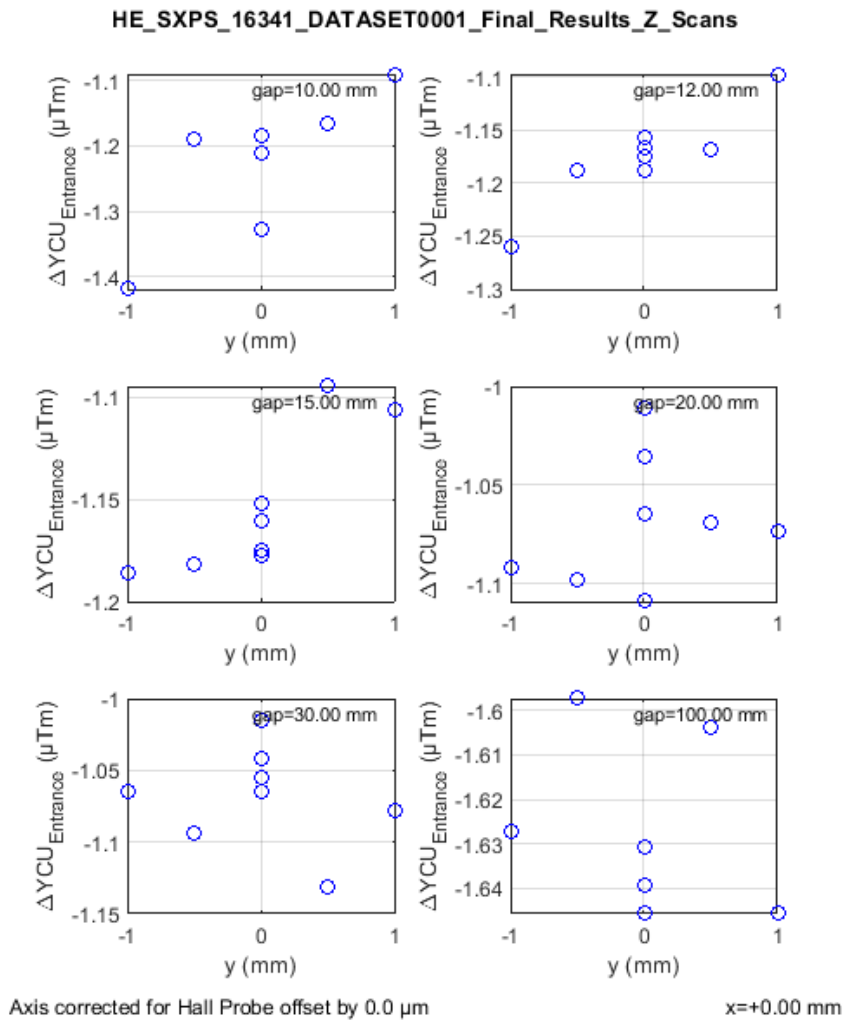 HE_SXPS_16341_DATASET0001_Final_Results_Z_Scans
gap=10.00 mm
ΔYCU_Entrance (μTm)
-1.1
-1.2
-1.3
-1.4
-1
0
1
y (mm)
gap=12.00 mm
ΔYCU_Entrance (μTm)
-1.1
-1.15
-1.2
-1.25
-1.3
-1
0
1
y (mm)
gap=15.00 mm
ΔYCU_Entrance (μTm)
-1.1
-1.15
-1.2
-1
0
1
y (mm)
gap=20.00 mm
ΔYCU_Entrance (μTm)
-1
-1.05
-1.1
-1
0
1
y (mm)
gap=30.00 mm
ΔYCU_Entrance (μTm)
-1
-1.05
-1.1
-1.15
-1
0
1
y (mm)
gap=100.00 mm
ΔYCU_Entrance (μTm)
-1.6
-1.61
-1.62
-1.63
-1.64
-1
0
1
y (mm)
Axis corrected for Hall Probe offset by 0.0 μm
x=+0.00 mm